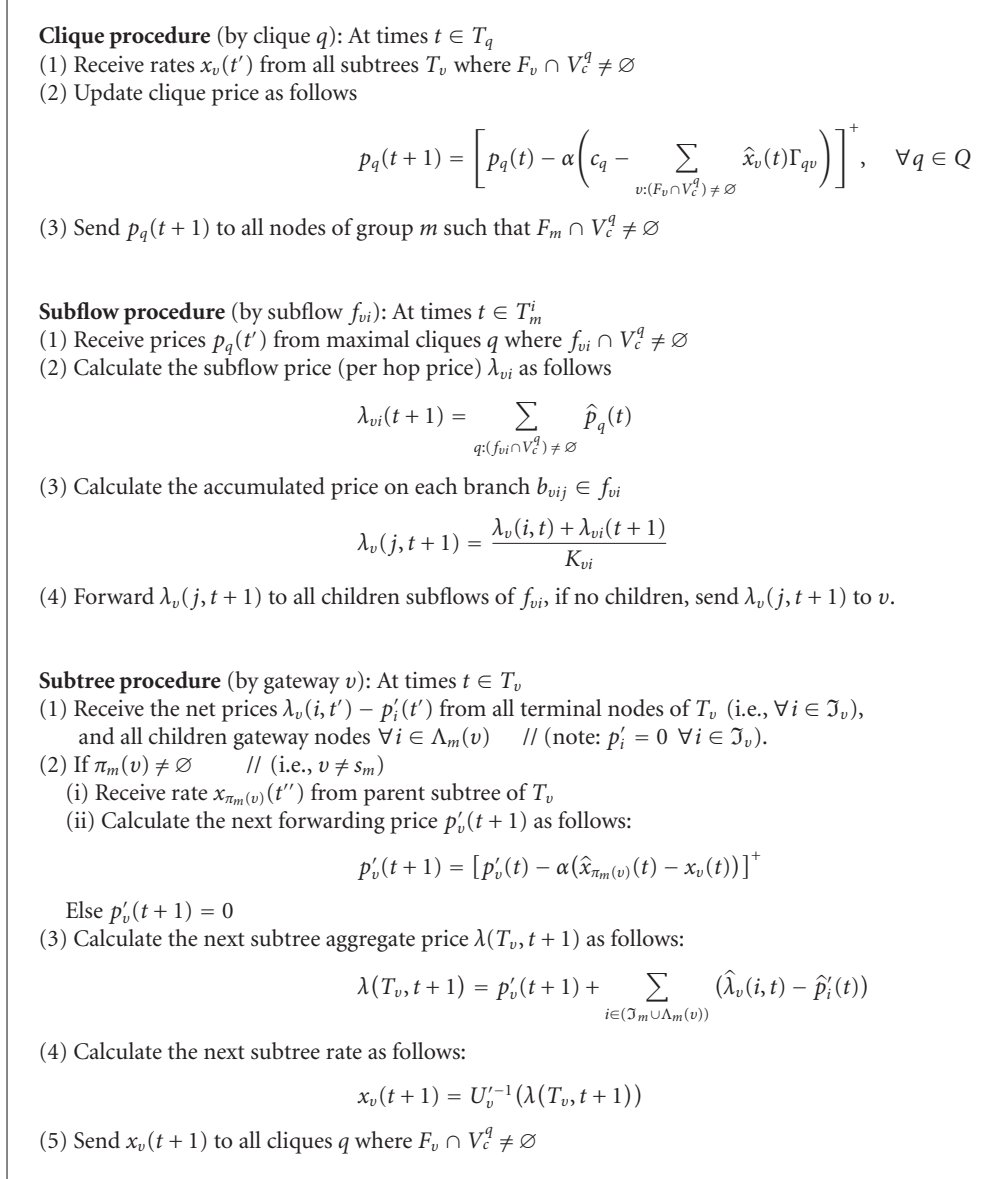 Clique procedure (by clique q): At times t ∈ T_q
(1) Receive rates x_v(t′) from all subtrees T_v where F_v ∩ V_c^q ≠ ∅
(2) Update clique price as follows
p_q(t + 1) = [ p_q(t) − α( c_q − ∑_{v:(F_v∩V_c^q)≠∅} x̂_v(t)Γ_{qv} ) ]^+, ∀q ∈ Q
(3) Send p_q(t + 1) to all nodes of group m such that F_m ∩ V_c^q ≠ ∅
Subflow procedure (by subflow f_{vi}): At times t ∈ T_m^i
(1) Receive prices p_q(t′) from maximal cliques q where f_{vi} ∩ V_c^q ≠ ∅
(2) Calculate the subflow price (per hop price) λ_{vi} as follows
λ_{vi}(t + 1) = ∑_{q:(f_{vi}∩V_c^q)≠∅} p̂_q(t)
(3) Calculate the accumulated price on each branch b_{vij} ∈ f_{vi}
λ_v(j, t + 1) = (λ_v(i, t) + λ_{vi}(t + 1)) / K_{vi}
(4) Forward λ_v(j, t + 1) to all children subflows of f_{vi}, if no children, send λ_v(j, t + 1) to v.
Subtree procedure (by gateway v): At times t ∈ T_v
(1) Receive the net prices λ_v(i, t′) − p′_i(t′) from all terminal nodes of T_v (i.e., ∀i ∈ ℑ_v),
and all children gateway nodes ∀i ∈ Λ_m(v) // (note: p′_i = 0 ∀i ∈ ℑ_v).
(2) If π_m(v) ≠ ∅ // (i.e., v ≠ s_m)
(i) Receive rate x_{π_m(v)}(t′′) from parent subtree of T_v
(ii) Calculate the next forwarding price p′_v(t + 1) as follows:
p′_v(t + 1) = [p′_v(t) − α(x̂_{π_m(v)}(t) − x_v(t))]^+
Else p′_v(t + 1) = 0
(3) Calculate the next subtree aggregate price λ(T_v, t + 1) as follows:
λ(T_v, t + 1) = p′_v(t + 1) + ∑_{i∈(ℑ_m∪Λ_m(v))} (λ̂_v(i, t) − p̂′_i(t))
(4) Calculate the next subtree rate as follows:
x_v(t + 1) = U′_v^{−1}(λ(T_v, t + 1))
(5) Send x_v(t + 1) to all cliques q where F_v ∩ V_c^q ≠ ∅